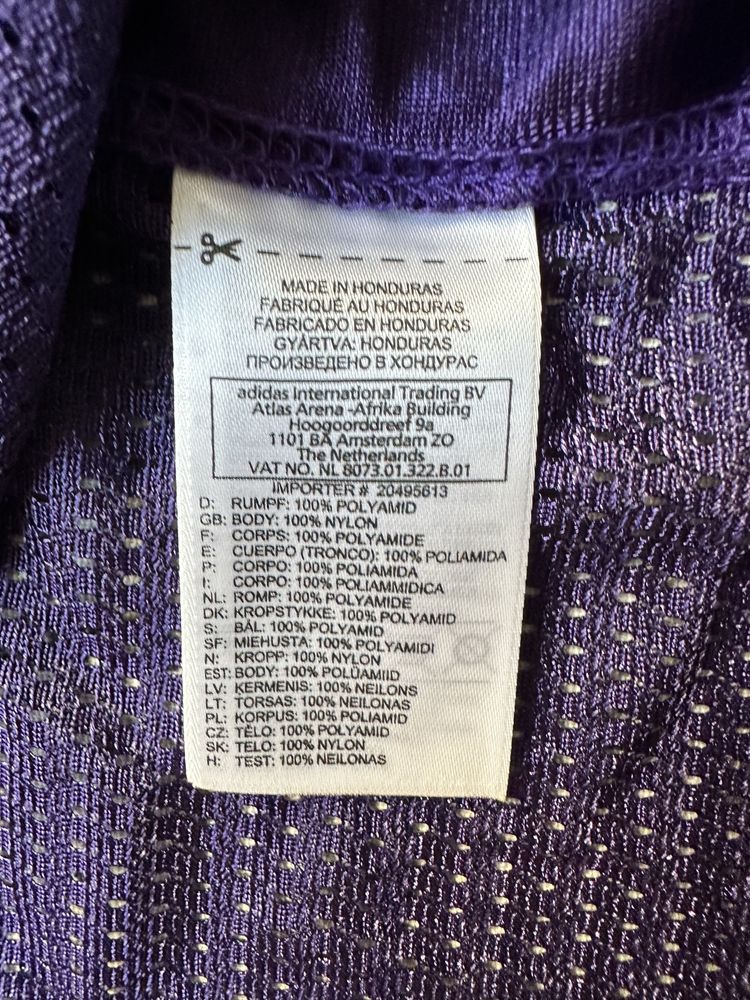 MADE IN HONDURAS
FABRIQUÉ AU HONDURAS
FABRICADO EN HONDURAS
GYÁRTVA: HONDURAS
ПРОИЗВЕДЕНО В ХОНДУРАС
adidas International Trading BV
Atlas Arena -Afrika Building
Hoogoorddreef 9a
1101 BA Amsterdam ZO
The Netherlands
VAT NO. NL 8073.01.322.B.01
IMPORTER # 20495613
D: RUMPF: 100% POLYAMID
GB: BODY: 100% NYLON
F: CORPS: 100% POLYAMIDE
E: CUERPO (TRONCO): 100% POLIAMIDA
P: CORPO: 100% POLIAMIDA
I: CORPO: 100% POLIAMMIDICA
NL: ROMP: 100% POLYAMIDE
DK: KROPSTYKKE: 100% POLYAMID
S: BÅL: 100% POLYAMID
SF: MIEHUSTA: 100% POLYAMIDI
N: KROPP: 100% NYLON
EST: BODY: 100% POLÜAMIID
LV: ĶERMENIS: 100% NEILONS
LT: TORSAS: 100% NEILONAS
PL: KORPUS: 100% POLIAMID
CZ: TĚLO: 100% POLYAMID
SK: TELO: 100% NYLON
H: TEST: 100% NEILONAS